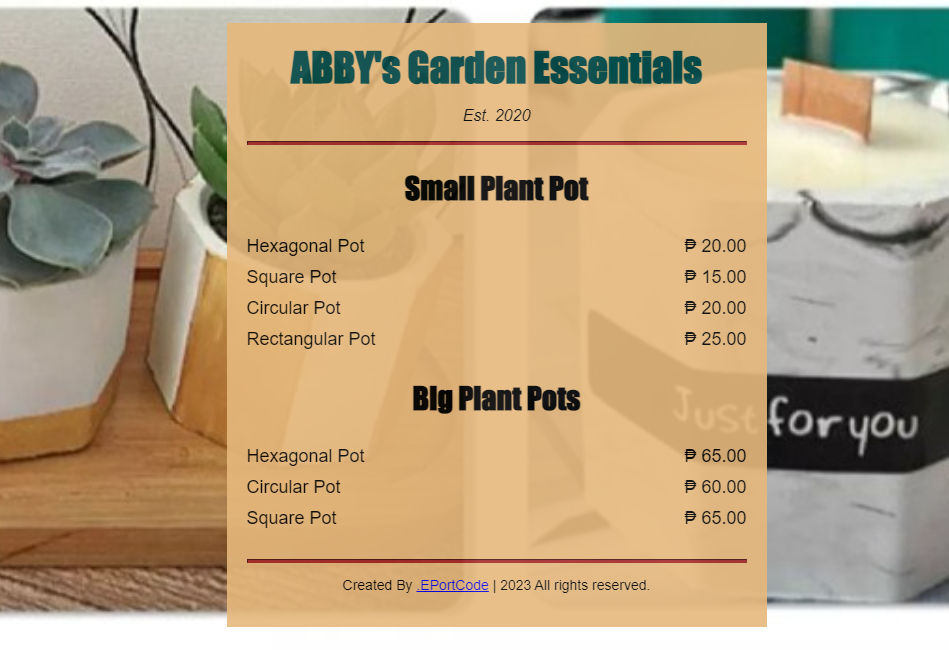 ABBY's Garden Essentials
Est. 2020
Small Plant Pot
Hexagonal Pot ₱ 20.00
Square Pot ₱ 15.00
Circular Pot ₱ 20.00
Rectangular Pot ₱ 25.00
Big Plant Pots
Just for you
Hexagonal Pot ₱ 65.00
Circular Pot ₱ 60.00
Square Pot ₱ 65.00
Created By .EPortCode | 2023 All rights reserved.